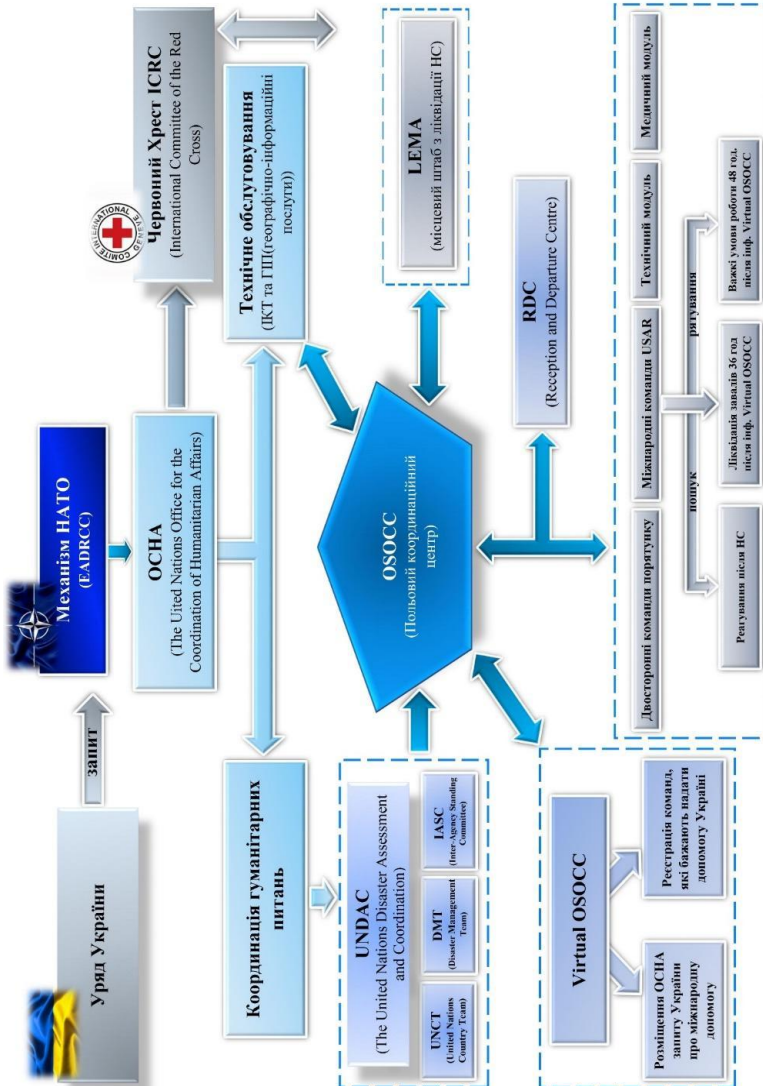 Уряд України
запит
Механізм НАТО
(EADRCC)
ОСНА
(The Uited Nations Office for the
Coordination of Humanitarian Affairs)
COMITE INTERNATIONAL GENEVE
Червоний Хрест ICRC
(International Committee of the Red
Cross)
Координація гуманітарних
питань
Технічне обслуговування
(ІКТ та ГІП(географічно-інформаційні
послуги))
UNDAC
(The United Nations Disaster Assessment
and Coordination)
UNCT
(United Nations
Country Team)
DMT
(Disaster Management
Team)
IASC
(Inter-Agency Standing
Committee)
OSOCC
(Польовий координаційний
центр)
LEMA
(місцевий штаб з ліквідації НС)
RDC
(Reception and Departure Centre)
Virtual OSOCC
Розміщення ОСНА
запиту України
про міжнародну
допомогу
Реєстрація команд,
які бажають надати
допомогу Україні
Двосторонні команди порятунку
Міжнародні команди USAR
Технічний модуль
Медичний модуль
пошук
рятування
Реагування після НС
Ліквідація завалів 36 год
після інф. Virtual OSOCC
Важкі умови роботи 48 год.
після інф. Virtual OSOCC